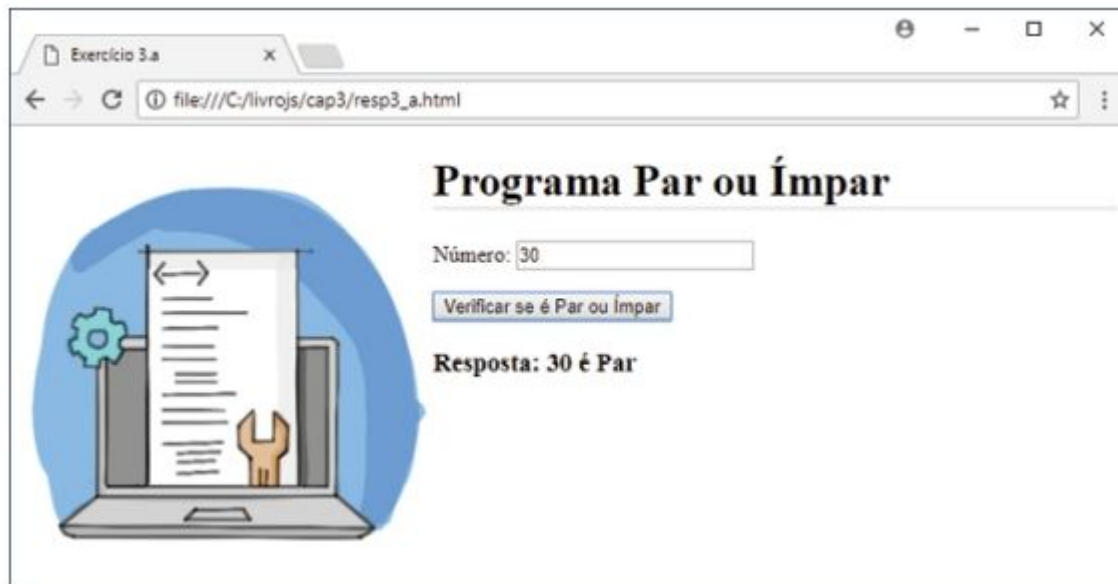 Exercício 3.a
file:///C:/livrojs/cap3/resp3_a.html
Programa Par ou Ímpar
Número: 30
Verificar se é Par ou Ímpar
Resposta: 30 é Par